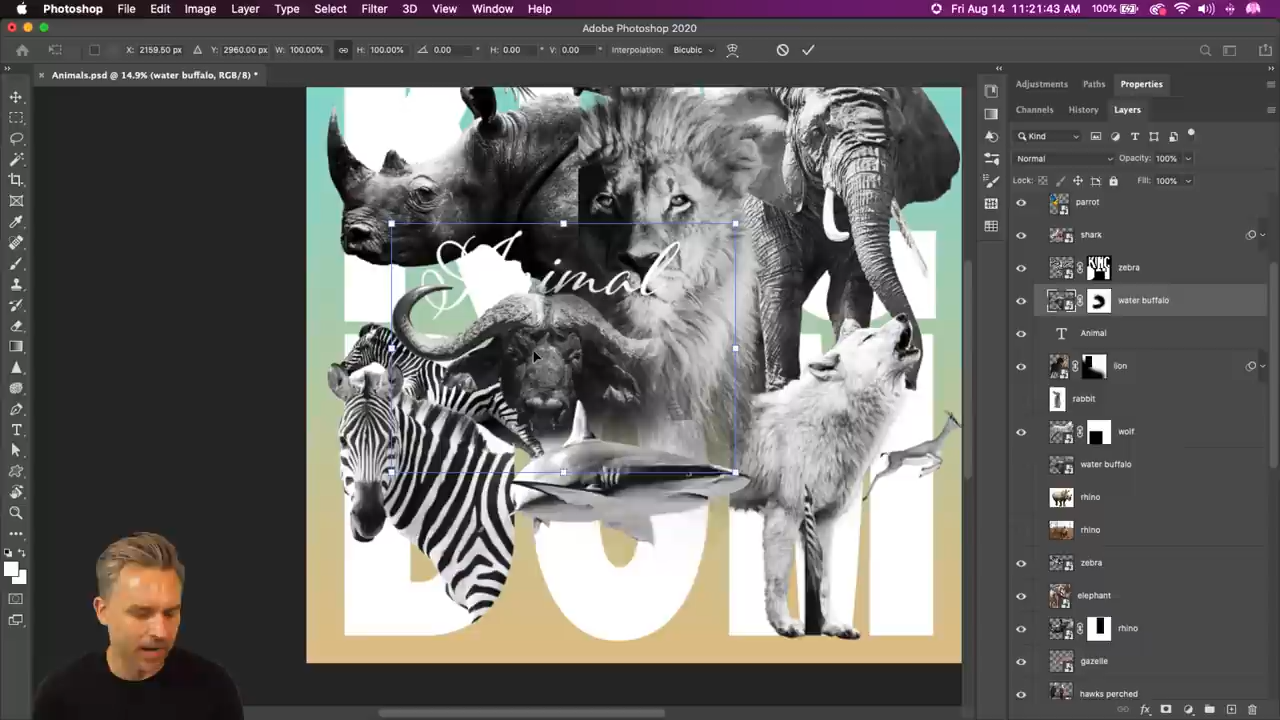 Photoshop File Edit Image Layer Type Select Filter 3D View Window Help 100% Fri Aug 14 11:21:43 AM
Adobe Photoshop 2020
X: 2159.50 px Y: 2960.00 px W: 100.00% H: 100.00% 0.00 ° H: 0.00 ° V: 0.00 ° Interpolation: Bicubic
Animals.psd @ 14.9% (water buffalo, RGB/8) *
Adjustments Paths Properties
Channels History Layers
Kind
Normal Opacity: 100%
Lock: Fill: 100%
parrot
shark
zebra
water buffalo
Animal
lion
rabbit
wolf
water buffalo
rhino
rhino
zebra
elephant
rhino
gazelle
hawks perched
Animal
KING
T
fx